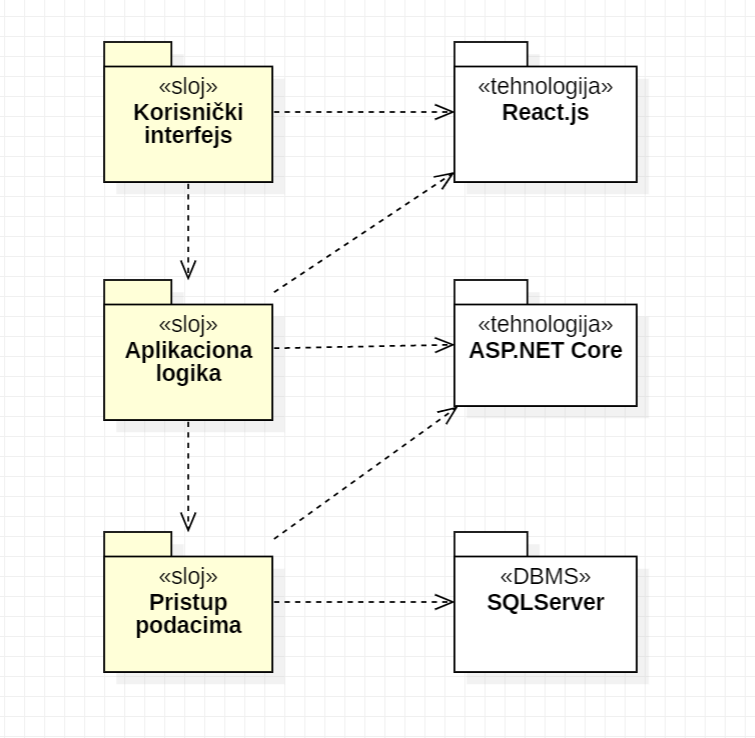 «sloj»
Korisnički
interfejs
«tehnologija»
React.js
«sloj»
Aplikaciona
logika
«tehnologija»
ASP.NET Core
«sloj»
Pristup
podacima
«DBMS»
SQLServer